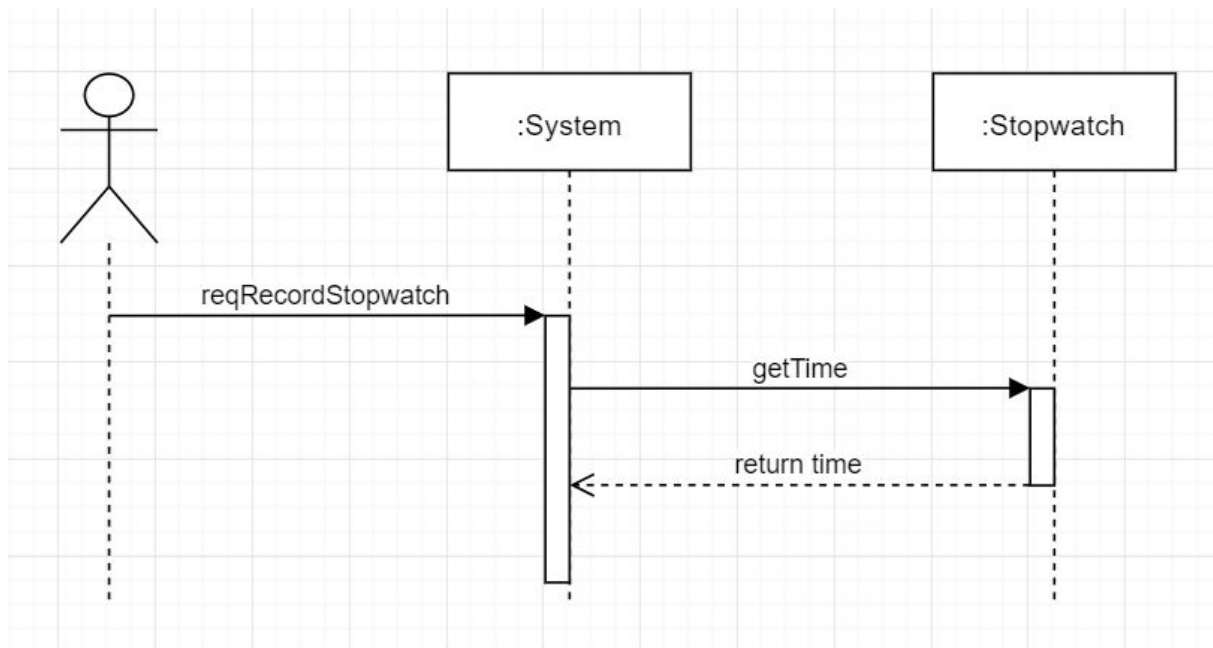 :System
:Stopwatch
reqRecordStopwatch
getTime
return time